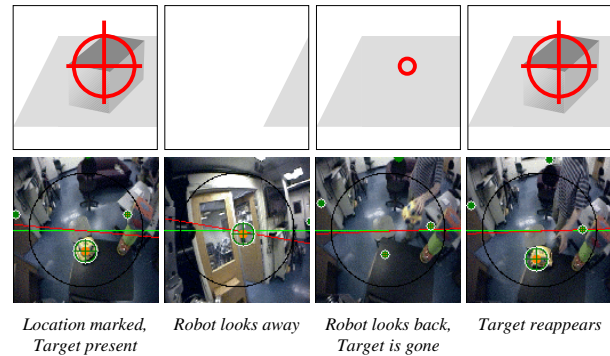 Location marked,
Target present
Robot looks away
Robot looks back,
Target is gone
Target reappears